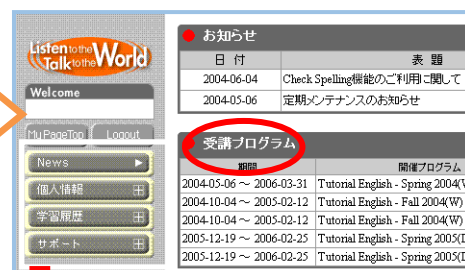 Listen to the World
Talk to the
Welcome
MyPageTop Logout
News
個人情報
学習履歴
サポート
お知らせ
日 付 表 題
2004-06-04 Check Spelling機能のご利用に関して
2004-05-06 定期メンテナンスのお知らせ
受講プログラム
期間 開催プログラム
2004-05-06 ～ 2006-03-31 Tutorial English - Spring 2004(
2004-10-04 ～ 2005-02-12 Tutorial English - Fall 2004(W)
2004-10-04 ～ 2005-02-12 Tutorial English - Fall 2004(W)
2005-12-19 ～ 2006-02-25 Tutorial English - Spring 2005(
2005-12-19 ～ 2006-02-25 Tutorial English - Spring 2005(